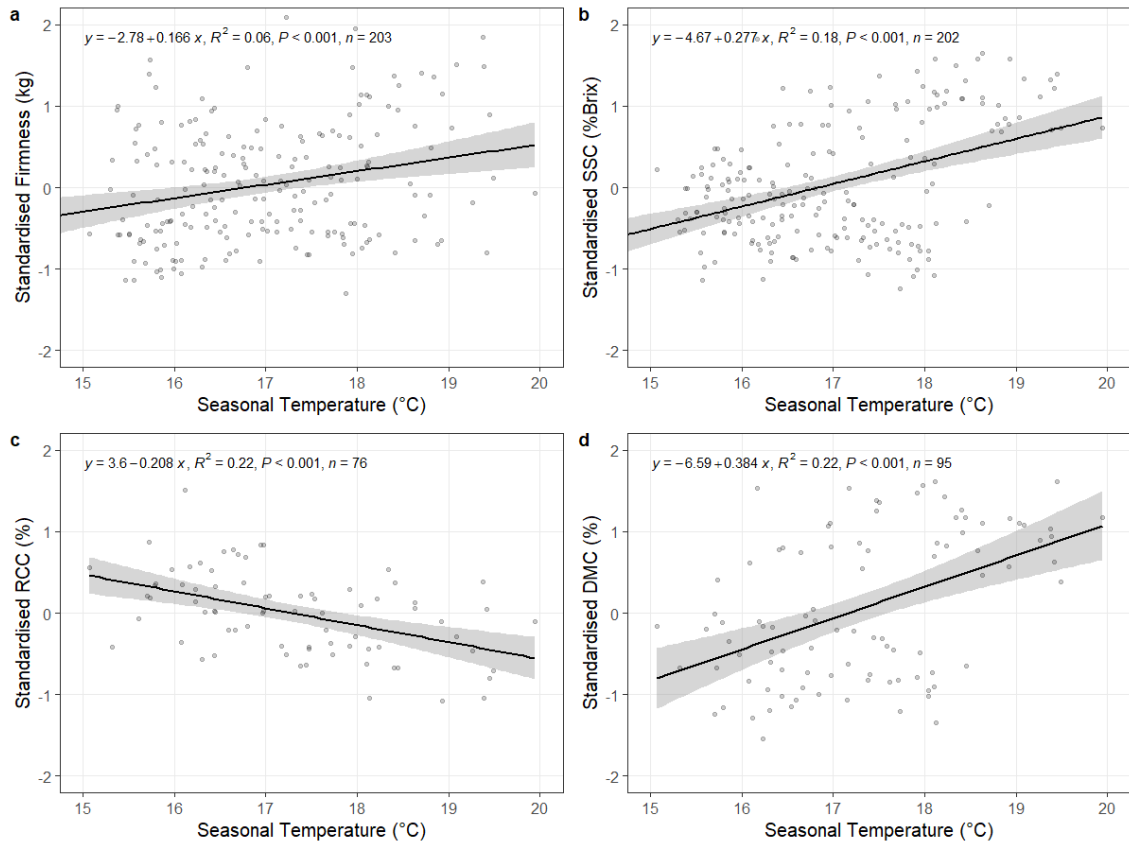 a
y = −2.78 + 0.166 x, R² = 0.06, P < 0.001, n = 203
Standardised Firmness (kg)
2
1
0
-1
-2
15 16 17 18 19 20
Seasonal Temperature (°C)
b
y = −4.67 + 0.277 x, R² = 0.18, P < 0.001, n = 202
Standardised SSC (%Brix)
2
1
0
-1
-2
15 16 17 18 19 20
Seasonal Temperature (°C)
c
y = 3.6 − 0.208 x, R² = 0.22, P < 0.001, n = 76
Standardised RCC (%)
2
1
0
-1
-2
15 16 17 18 19 20
Seasonal Temperature (°C)
d
y = −6.59 + 0.384 x, R² = 0.22, P < 0.001, n = 95
Standardised DMC (%)
2
1
0
-1
-2
15 16 17 18 19 20
Seasonal Temperature (°C)